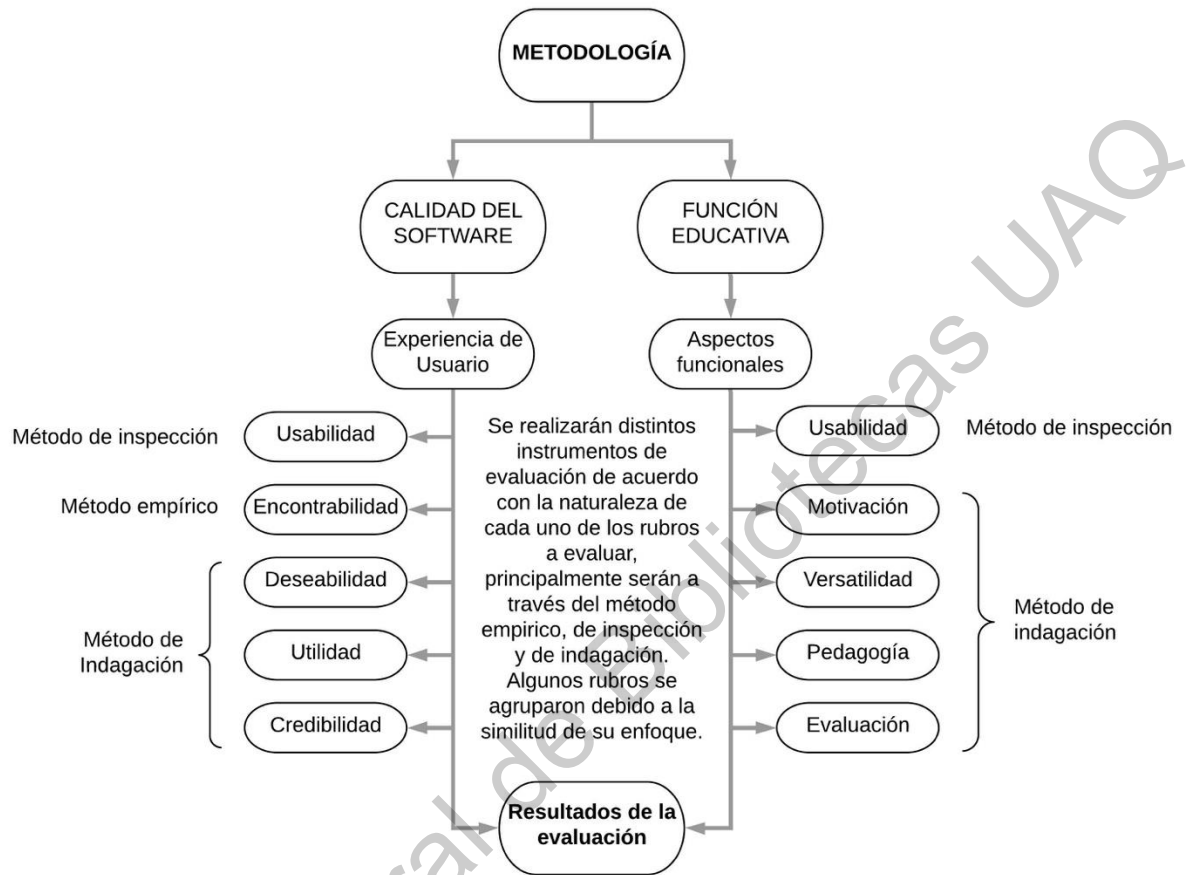 METODOLOGÍA
CALIDAD DEL
SOFTWARE
FUNCIÓN
EDUCATIVA
Experiencia de
Usuario
Aspectos
funcionales
Método de inspección
Usabilidad
Método empírico
Encontrabilidad
Deseabilidad
Método de
Indagación
Utilidad
Credibilidad
Se realizarán distintos
instrumentos de
evaluación de acuerdo
con la naturaleza de
cada uno de los rubros
a evaluar,
principalmente serán a
través del método
empirico, de inspección
y de indagación.
Algunos rubros se
agruparon debido a la
similitud de su enfoque.
Usabilidad
Método de inspección
Motivación
Versatilidad
Método de
indagación
Pedagogía
Evaluación
Resultados de la
evaluación
de Bibliotecas UAQ